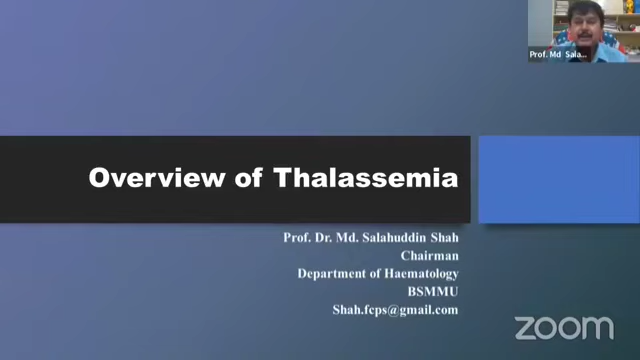 Prof. Md Sala...
Overview of Thalassemia
Prof. Dr. Md. Salahuddin Shah
Chairman
Department of Haematology
BSMMU
Shah.fcps@gmail.com
zoom